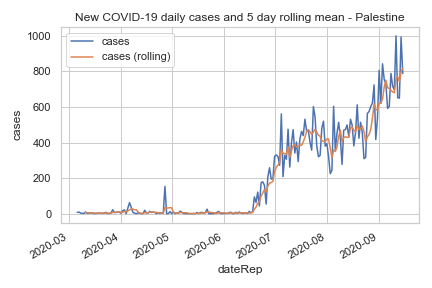 New COVID-19 daily cases and 5 day rolling mean - Palestine
cases
cases (rolling)
1000
800
600
400
200
0
cases
2020-03
2020-04
2020-05
2020-06
2020-07
2020-08
2020-09
dateRep